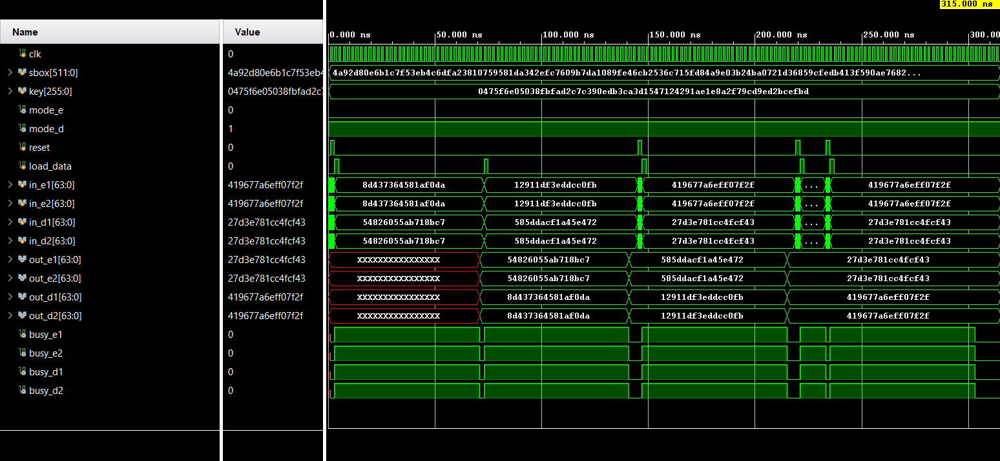 315.000 ns
Name Value 0.000 ns 50.000 ns 100.000 ns 150.000 ns 200.000 ns 250.000 ns 300.00
clk 0
sbox[511:0] 4a92d80e6b1c7f53eb4 4a92d80e6b1c7f53eb4c6dfa23810759581da342efc7609b7da1089fe46cb2536c715fd84a9e03b24ba0721d36859cfedb413f590ae7682...
key[255:0] 0475f6e05038fbfad2c7 0475f6e05038fbfad2c7c390edb3ca3d1547124291ae1e8a2f79cd9ed2bcefbd
mode_e 0
mode_d 1
reset 0
load_data 0
in_e1[63:0] 419677a6eff07f2f 8d437364581af0da 12911df3eddcc0fb 419677a6eff07f2f ... 419677a6eff07f2f
in_e2[63:0] 419677a6eff07f2f 8d437364581af0da 12911df3eddcc0fb 419677a6eff07f2f ... 419677a6eff07f2f
in_d1[63:0] 27d3e781cc4fcf43 54826055ab718bc7 585ddacf1a45e472 27d3e781cc4fcf43 ... 27d3e781cc4fcf43
in_d2[63:0] 27d3e781cc4fcf43 54826055ab718bc7 585ddacf1a45e472 27d3e781cc4fcf43 ... 27d3e781cc4fcf43
out_e1[63:0] 27d3e781cc4fcf43 XXXXXXXXXXXXXXXX 54826055ab718bc7 585ddacf1a45e472 27d3e781cc4fcf43
out_e2[63:0] 27d3e781cc4fcf43 XXXXXXXXXXXXXXXX 54826055ab718bc7 585ddacf1a45e472 27d3e781cc4fcf43
out_d1[63:0] 419677a6eff07f2f XXXXXXXXXXXXXXXX 8d437364581af0da 12911df3eddcc0fb 419677a6eff07f2f
out_d2[63:0] 419677a6eff07f2f XXXXXXXXXXXXXXXX 8d437364581af0da 12911df3eddcc0fb 419677a6eff07f2f
busy_e1 0
busy_e2 0
busy_d1 0
busy_d2 0